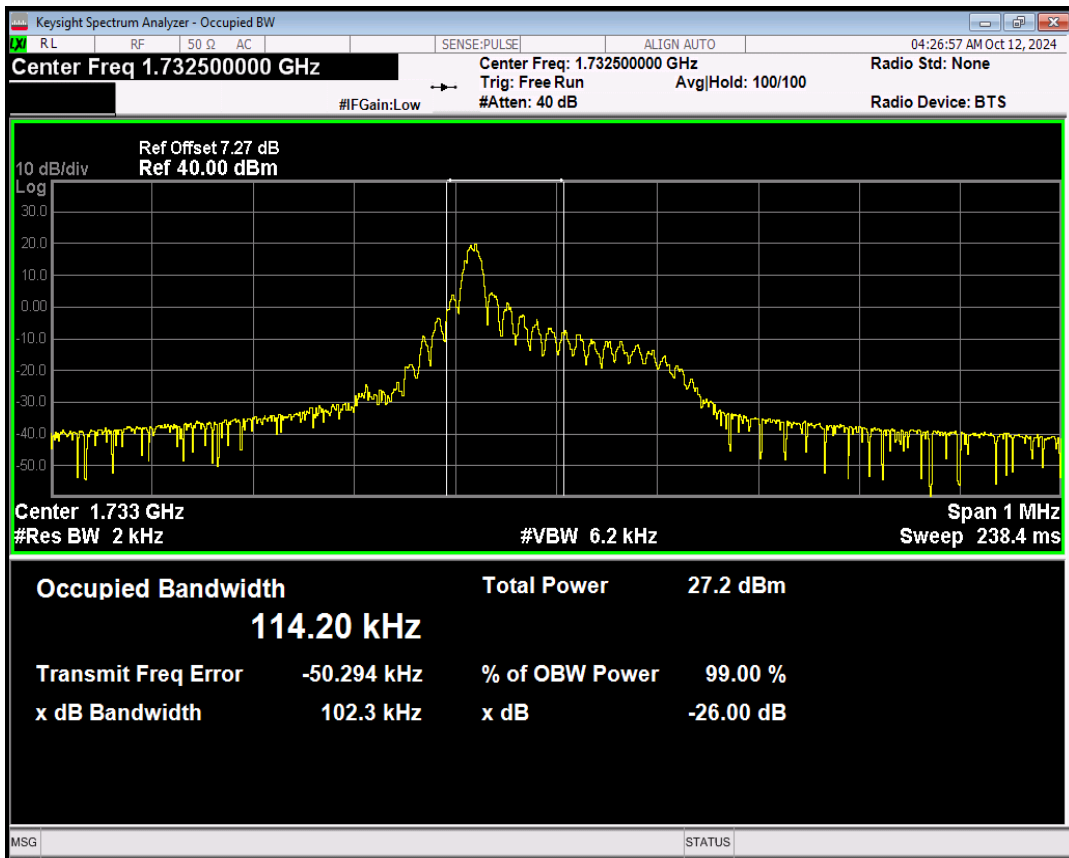 Keysight Spectrum Analyzer - Occupied BW
LXI RL RF 50 Ω AC SENSE:PULSE ALIGN AUTO 04:26:57 AM Oct 12, 2024
Center Freq 1.732500000 GHz Center Freq: 1.732500000 GHz Radio Std: None
Trig: Free Run Avg|Hold: 100/100
#IFGain:Low #Atten: 40 dB Radio Device: BTS
Ref Offset 7.27 dB
10 dB/div Ref 40.00 dBm
Log
30.0
20.0
10.0
0.00
-10.0
-20.0
-30.0
-40.0
-50.0
Center 1.733 GHz Span 1 MHz
#Res BW 2 kHz #VBW 6.2 kHz Sweep 238.4 ms
Occupied Bandwidth Total Power 27.2 dBm
114.20 kHz
Transmit Freq Error -50.294 kHz % of OBW Power 99.00 %
x dB Bandwidth 102.3 kHz x dB -26.00 dB
MSG STATUS